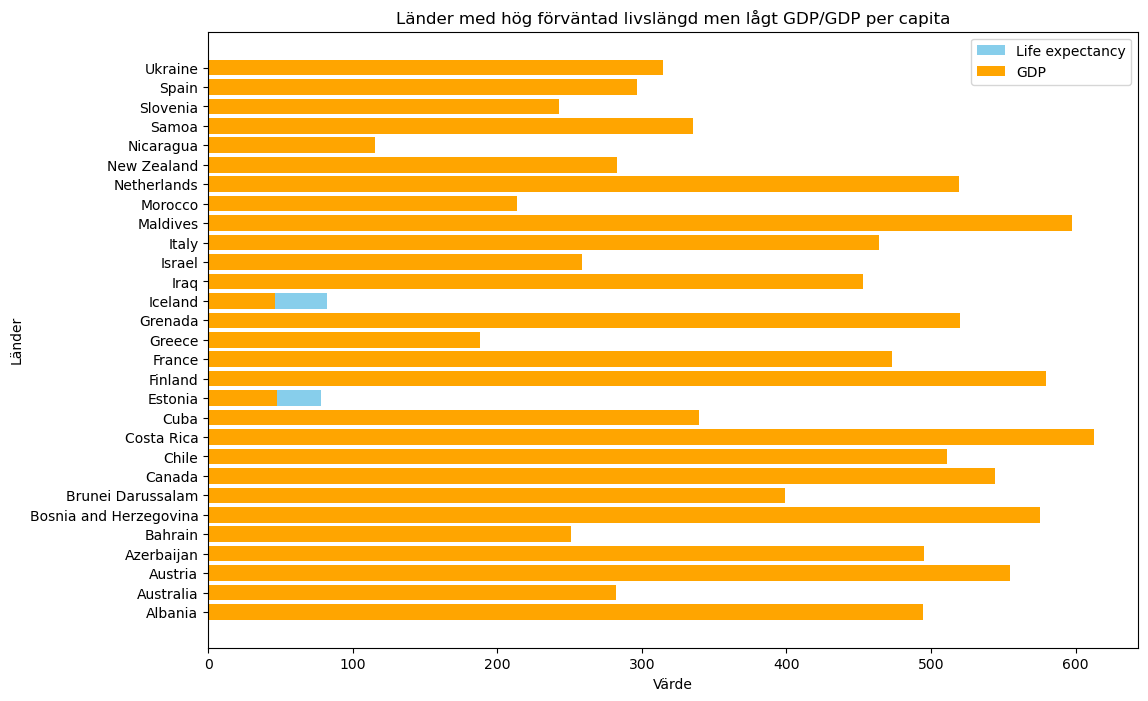 Länder med hög förväntad livslängd men lågt GDP/GDP per capita
Life expectancy
GDP
Länder
Ukraine
Spain
Slovenia
Samoa
Nicaragua
New Zealand
Netherlands
Morocco
Maldives
Italy
Israel
Iraq
Iceland
Grenada
Greece
France
Finland
Estonia
Cuba
Costa Rica
Chile
Canada
Brunei Darussalam
Bosnia and Herzegovina
Bahrain
Azerbaijan
Austria
Australia
Albania
0 100 200 300 400 500 600
Värde